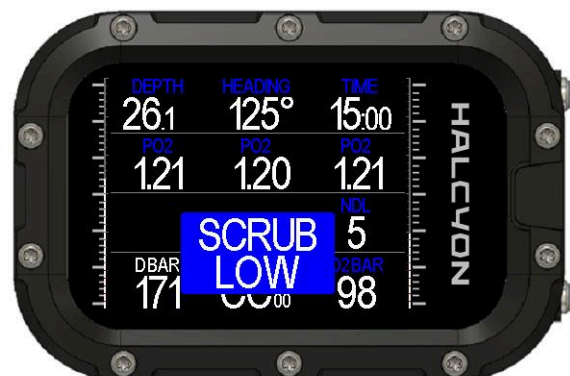 DEPTH HEADING TIME
26.1 125° 15:00
PO2 PO2 PO2
1.21 1.20 1.21
NDL
5
SCRUB
LOW
DBAR
171 98
HALCYON